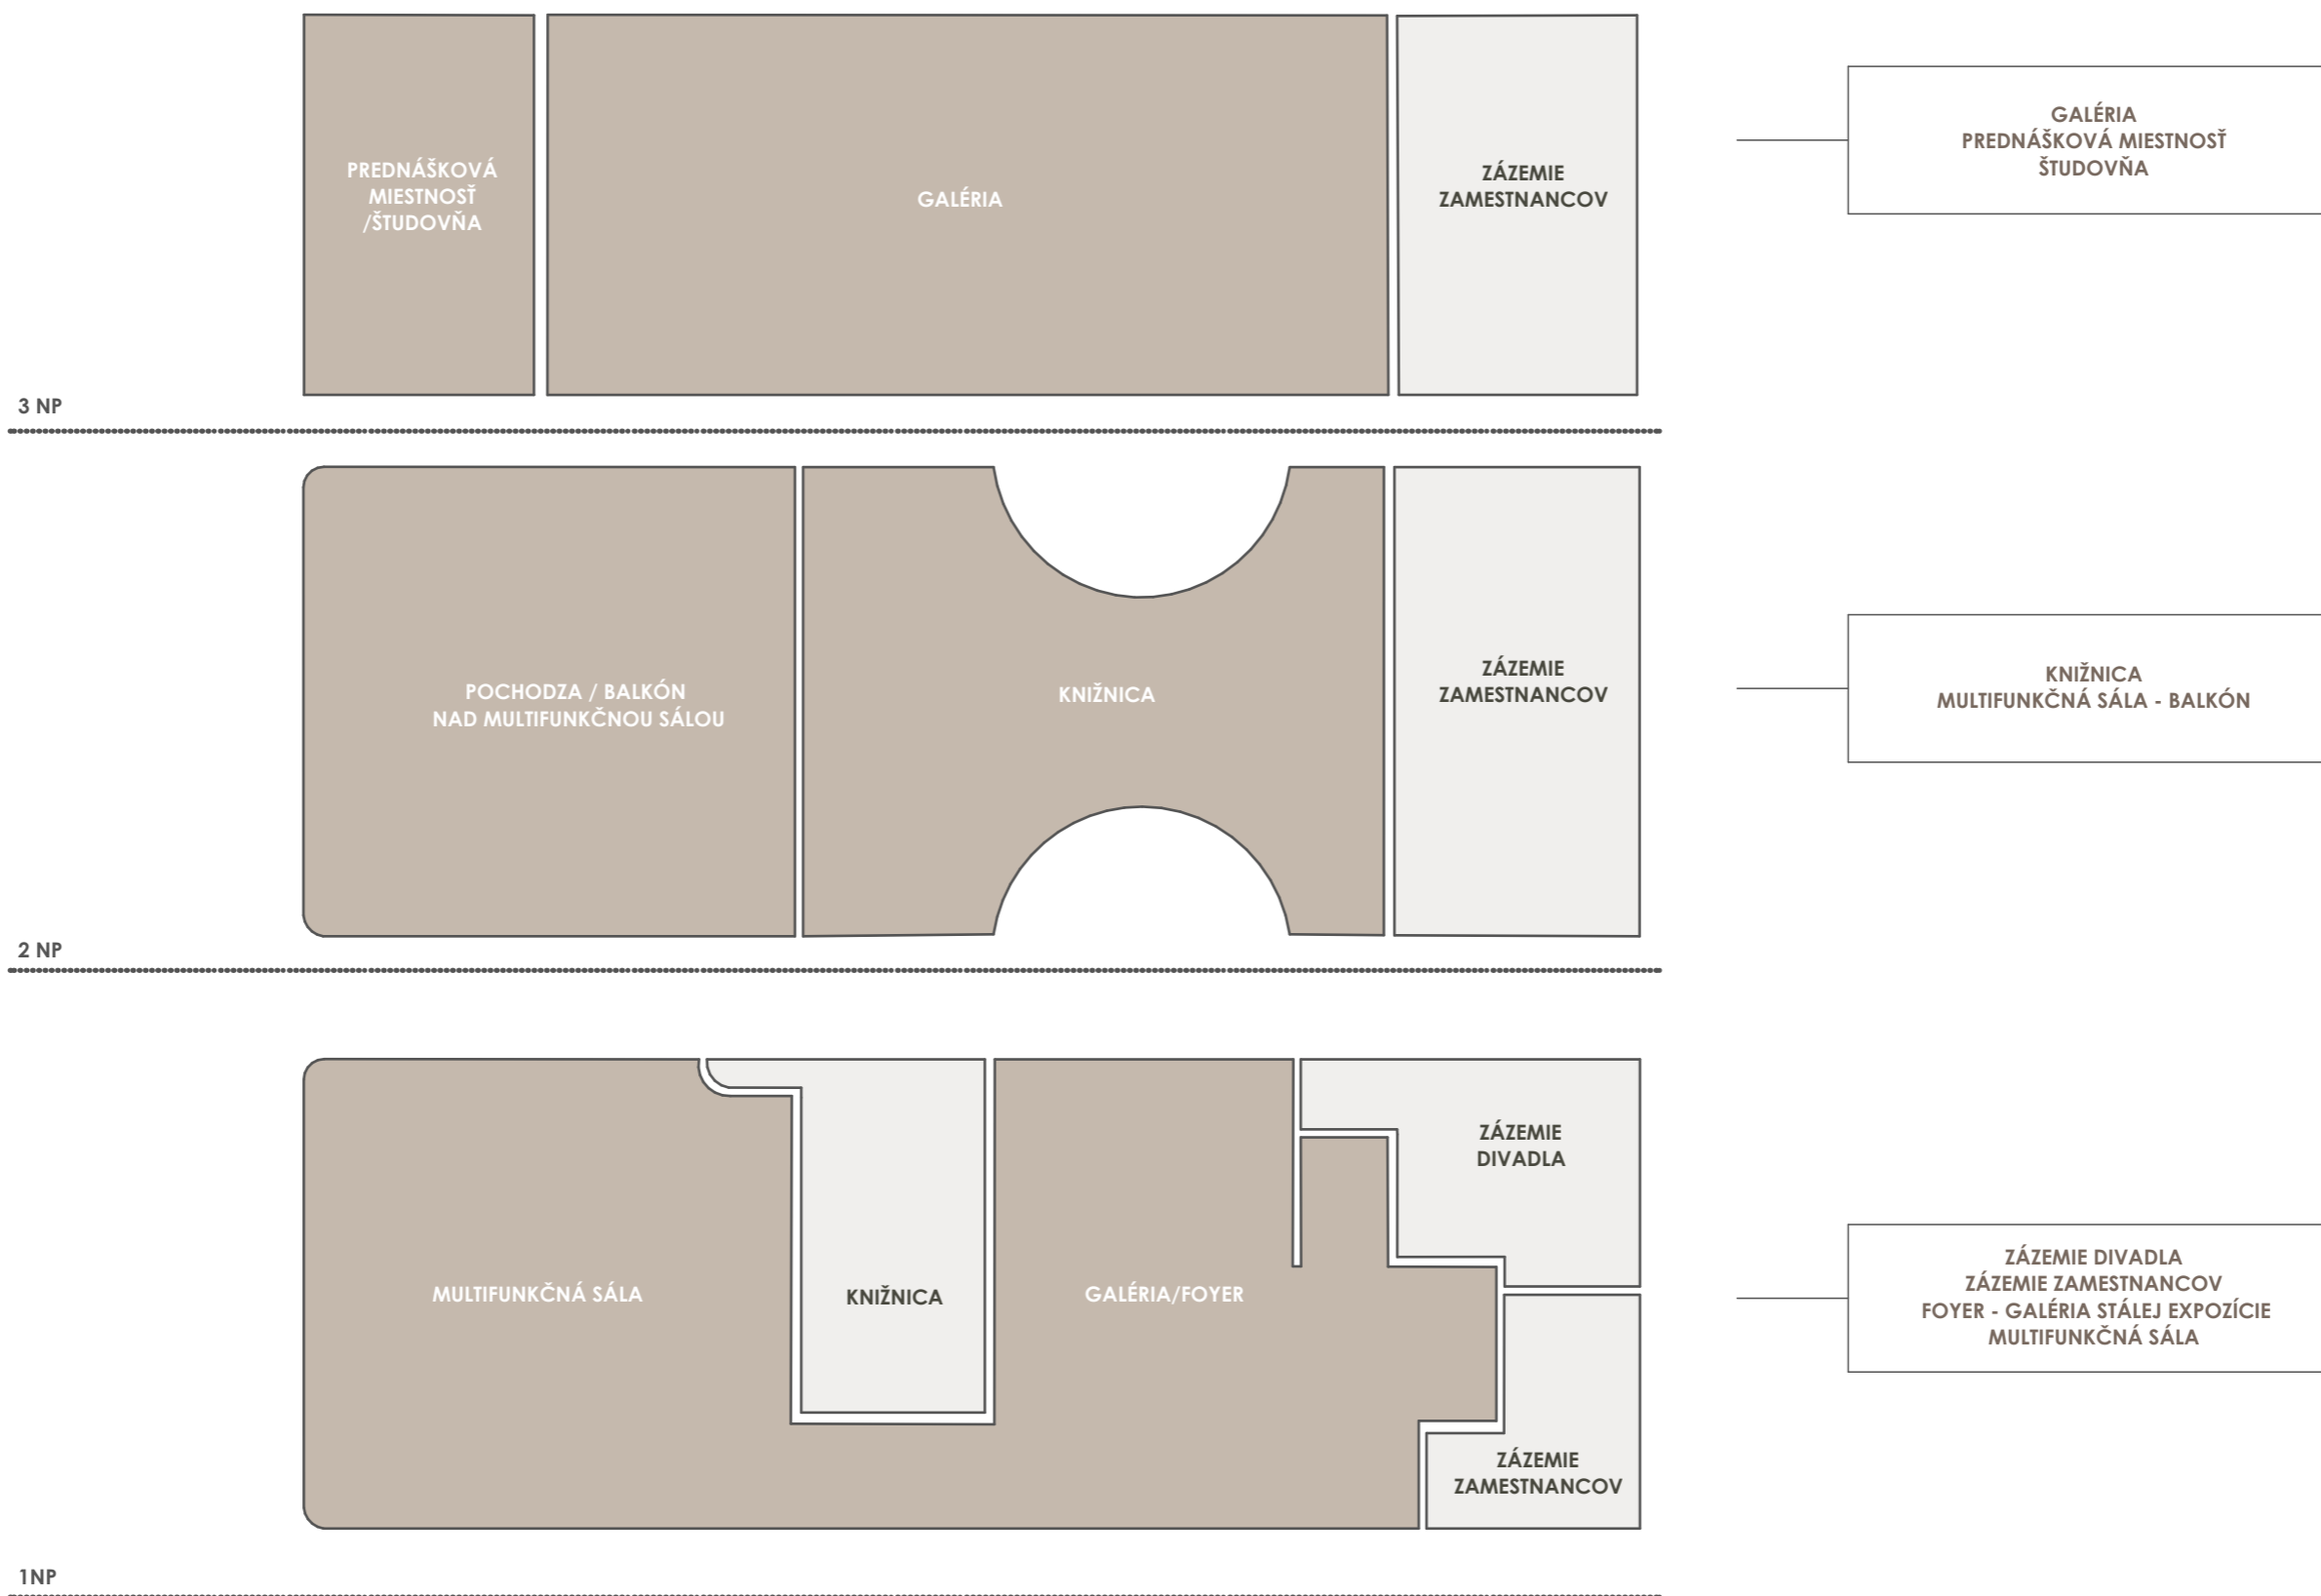 PREDNÁŠKOVÁ
MIESTNOSŤ
/ŠTUDOVŇA
GALÉRIA
ZÁZEMIE
ZAMESTNANCOV
GALÉRIA
PREDNÁŠKOVÁ MIESTNOSŤ
ŠTUDOVŇA
3 NP
POCHODZA / BALKÓN
NAD MULTIFUNKČNOU SÁLOU
KNIŽNICA
ZÁZEMIE
ZAMESTNANCOV
KNIŽNICA
MULTIFUNKČNÁ SÁLA - BALKÓN
2 NP
MULTIFUNKČNÁ SÁLA
KNIŽNICA
GALÉRIA/FOYER
ZÁZEMIE
DIVADLA
ZÁZEMIE
ZAMESTNANCOV
ZÁZEMIE DIVADLA
ZÁZEMIE ZAMESTNANCOV
FOYER - GALÉRIA STÁLEJ EXPOZÍCIE
MULTIFUNKČNÁ SÁLA
1NP